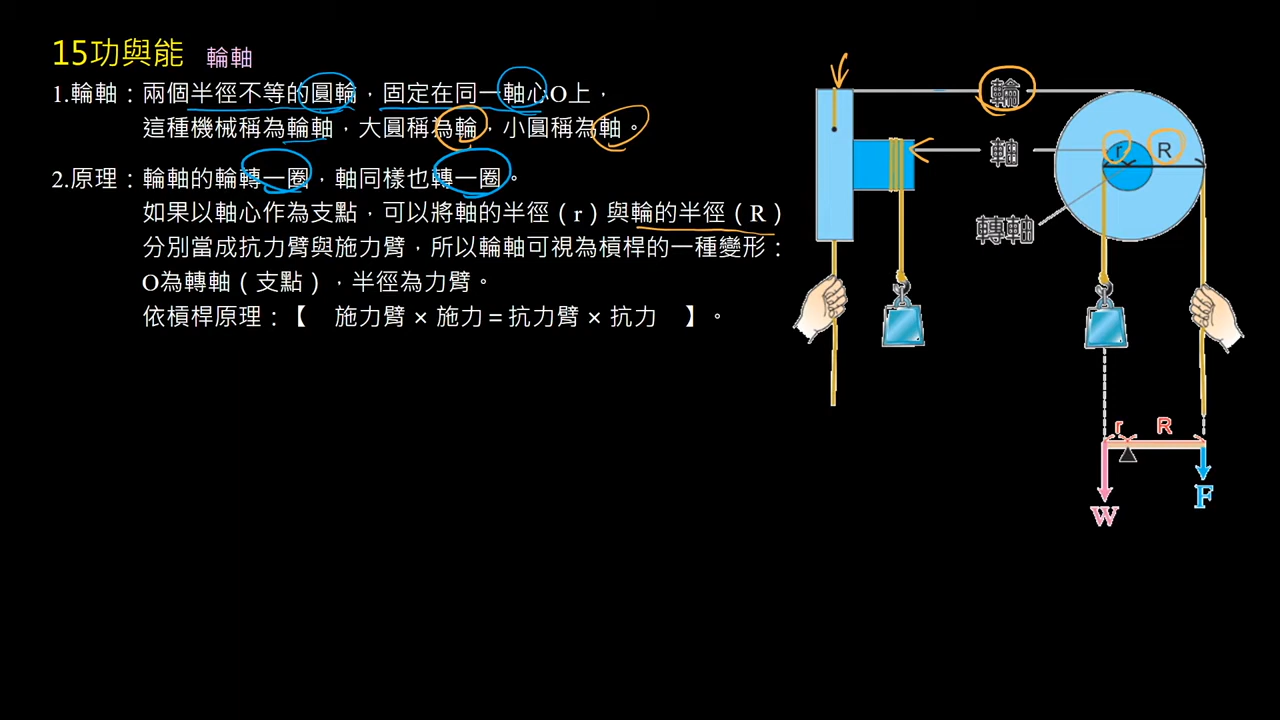 15功與能 輪軸
1.輪軸：兩個半徑不等的圓輪，固定在同一軸心O上，
這種機械稱為輪軸，大圓稱為輪，小圓稱為軸。
2.原理：輪軸的輪轉一圈，軸同樣也轉一圈。
如果以軸心作為支點，可以將軸的半徑（r）與輪的半徑（R）
分別當成抗力臂與施力臂，所以輪軸可視為槓桿的一種變形：
O為轉軸（支點），半徑為力臂。
依槓桿原理：【 施力臂 × 施力＝抗力臂 × 抗力 】。
輪
軸
r R
轉軸
r R
W F